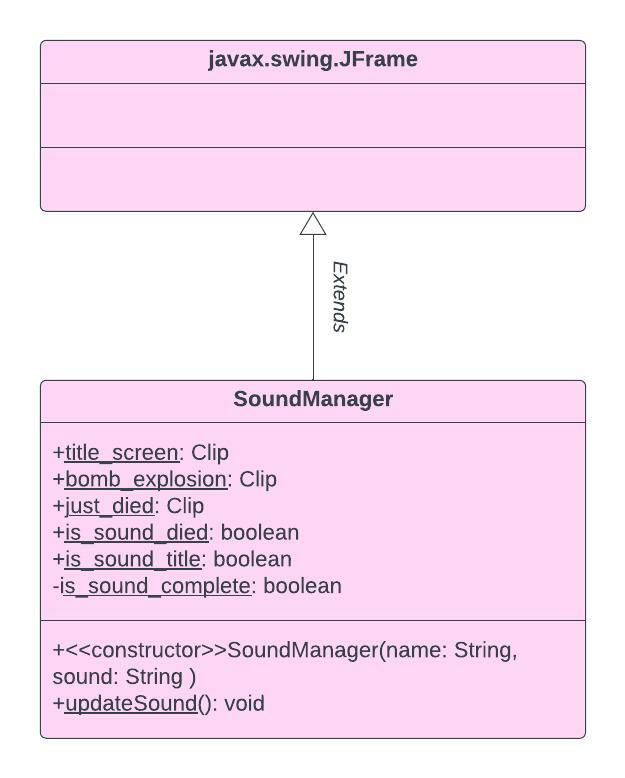 javax.swing.JFrame
Extends
SoundManager
+title_screen: Clip
+bomb_explosion: Clip
+just_died: Clip
+is_sound_died: boolean
+is_sound_title: boolean
-is_sound_complete: boolean
+<<constructor>>SoundManager(name: String,
sound: String )
+updateSound(): void